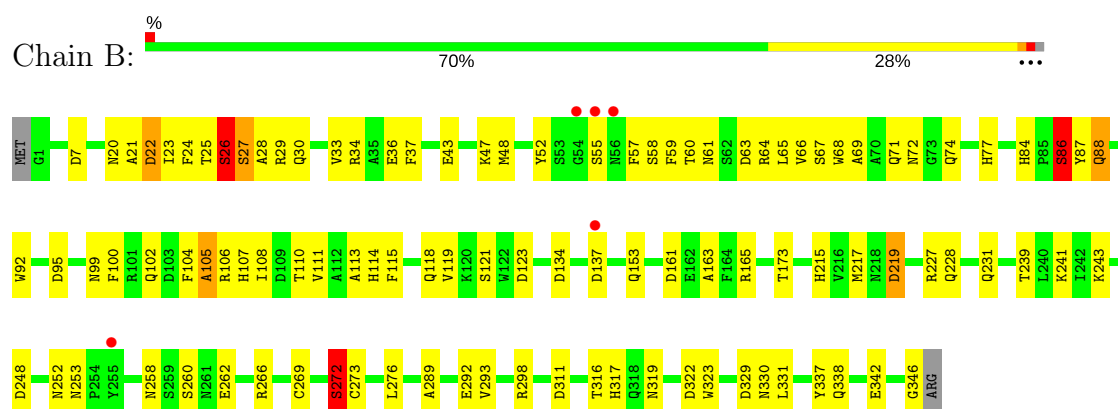 %
Chain B:
70% 28% •••
MET G1 D7 N20 A21 D22 I23 F24 T25 S26 S27 A28 R29 Q30 V33 R34 A35 E36 F37 E43 K47 M48 Y52 S53 G54 S55 N56 F57 S58 F59 T60 N61 S62 D63 R64 L65 V66 S67 W68 A69 A70 Q71 N72 G73 Q74 H77 H84 P85 S86 Y87 Q88
W92 D95 N99 F100 R101 Q102 D103 F104 A105 R106 H107 I108 D109 T110 V111 A112 A113 H114 F115 Q118 V119 K120 S121 W122 D123 D134 D137 Q153 D161 E162 A163 F164 R165 T173 H215 V216 M217 N218 D219 R227 Q228 Q231 T239 L240 K241 I242 K243
D248 N252 N253 P254 Y255 N258 S259 S260 N261 E262 R266 C269 S272 C273 L276 A289 E292 V293 R298 D311 T316 H317 Q318 N319 D322 W323 D329 N330 L331 Y337 Q338 E342 G346 ARG